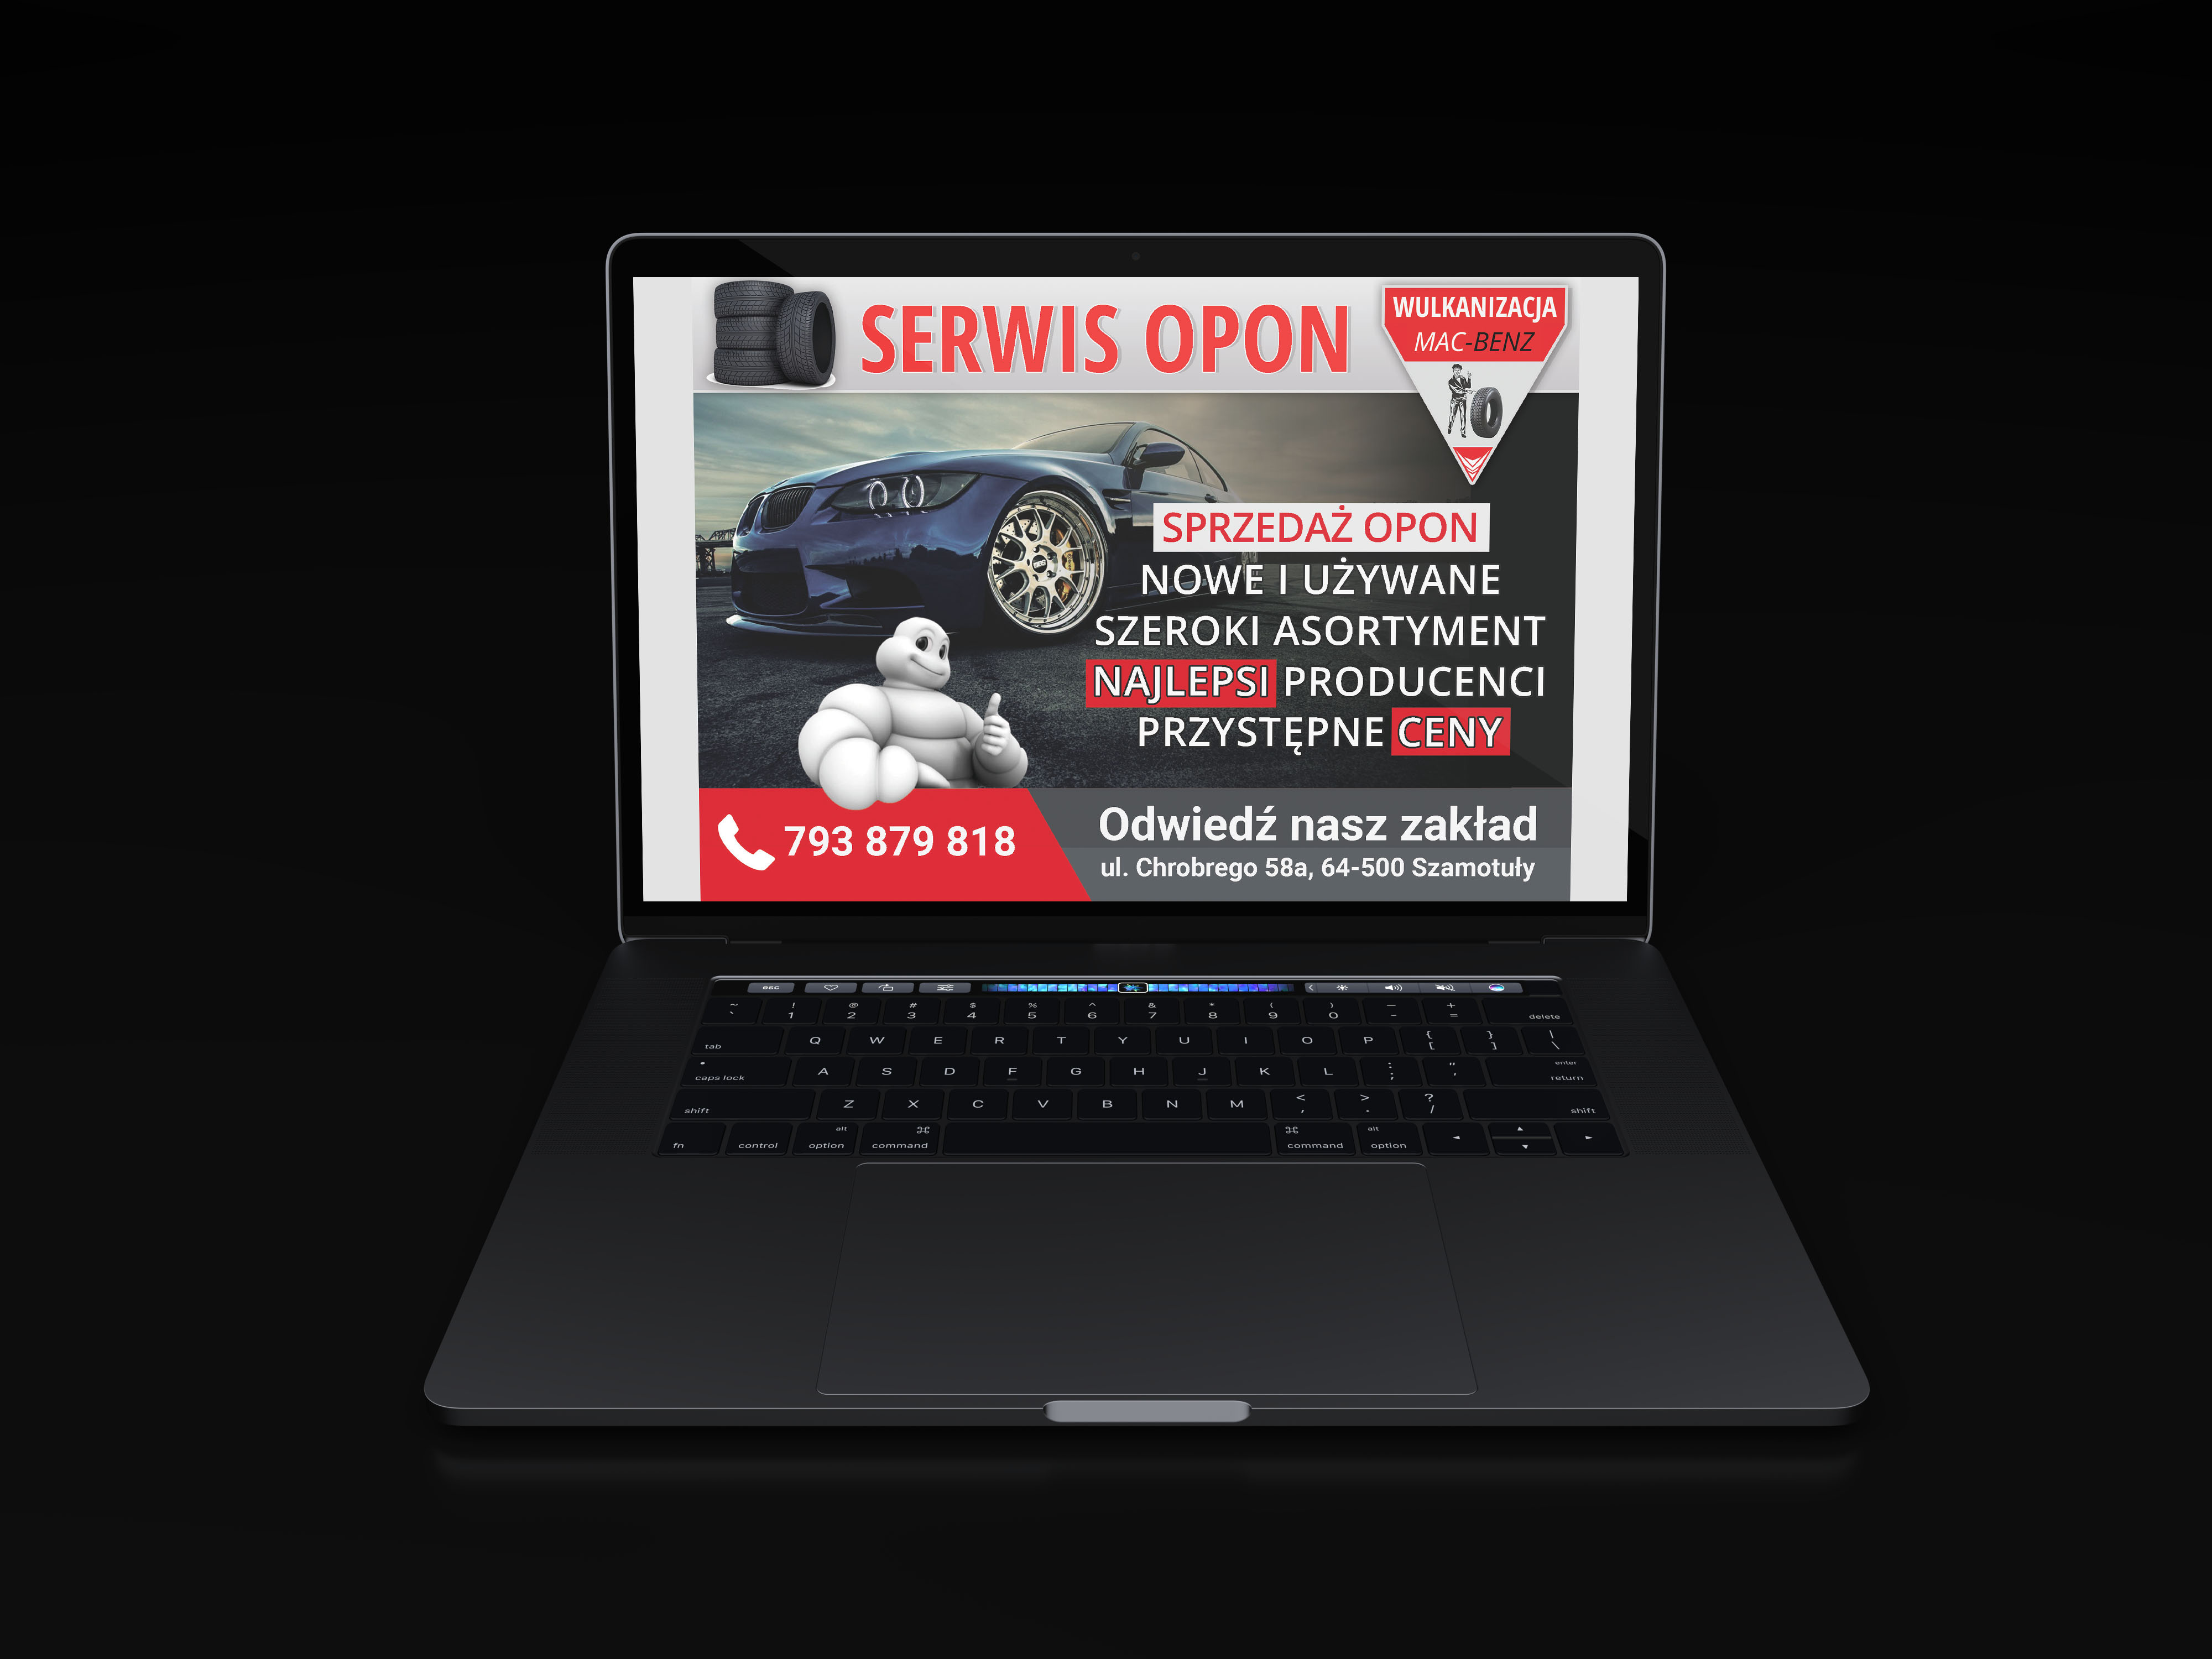 SERWIS OPON
WULKANIZACJA
MAC-BENZ
SPRZEDAŻ OPON
NOWE I UŻYWANE
SZEROKI ASORTYMENT
NAJLEPSI PRODUCENCI
PRZYSTĘPNE CENY
793 879 818
Odwiedź nasz zakład
ul. Chrobrego 58a, 64-500 Szamotuły
esc
~ ! @ # $ % ^ & * ( ) — +
` 1 2 3 4 5 6 7 8 9 0 - = delete
tab Q W E R T Y U I O P { [ } ] | \
caps lock A S D F G H J K L : ; " ' enter return
shift Z X C V B N M < , > . ? / shift
fn control alt option ⌘ command ⌘ command alt option